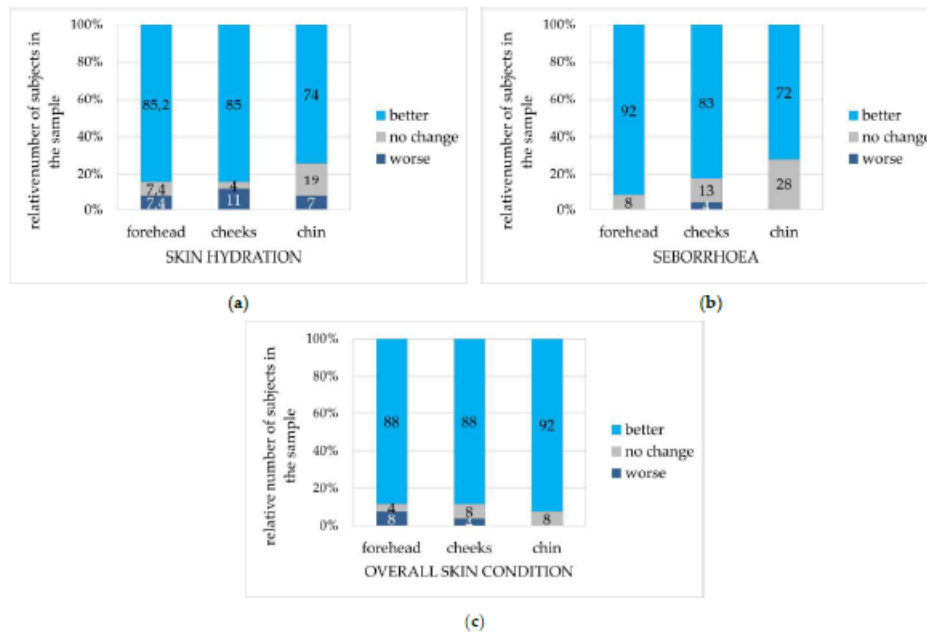 relative number of subjects in
the sample
100%
80%
60%
40%
20%
0%
85,2
7,4
7,4
85
4
11
74
19
7
forehead cheeks chin
SKIN HYDRATION
better
no change
worse
(a)
relative number of subjects in
the sample
100%
80%
60%
40%
20%
0%
92
8
83
13
4
72
28
forehead cheeks chin
SEBORRHOEA
better
no change
worse
(b)
relative number of subjects in
the sample
100%
80%
60%
40%
20%
0%
88
4
8
88
8
4
92
8
forehead cheeks chin
OVERALL SKIN CONDITION
better
no change
worse
(c)